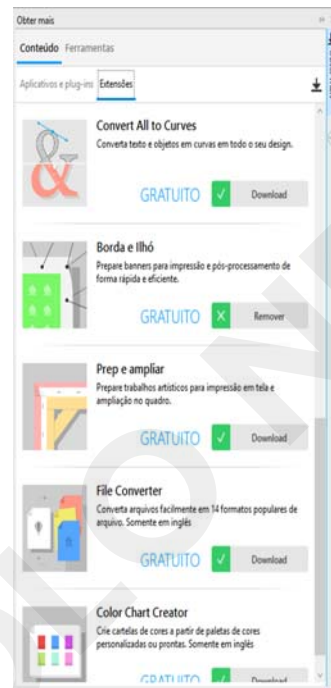 Obter mais
Conteúdo Ferramentas
Aplicativos e plug-ins Extensões
Convert All to Curves
Converta texto e objetos em curvas em todo o seu design.
GRATUITO Download
Borda e Ilhó
Prepare banners para impressão e pós-processamento de
forma rápida e eficiente.
GRATUITO Remover
Prep e ampliar
Prepare trabalhos artísticos para impressão em tela e
ampliação no quadro.
GRATUITO Download
File Converter
Converta arquivos facilmente em 14 formatos populares de
arquivo. Somente em inglês
GRATUITO Download
Color Chart Creator
Crie cartelas de cores a partir de paletas de cores
personalizadas ou prontas. Somente em inglês
GRATUITO Download